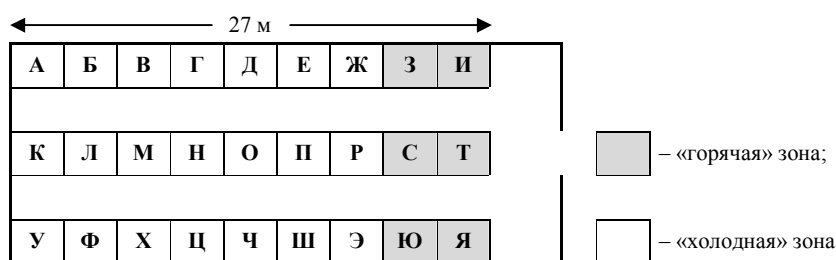 27 м
А Б В Г Д Е Ж З И
К Л М Н О П Р С Т – «горячая» зона;
У Ф Х Ц Ч Ш Э Ю Я – «холодная» зона